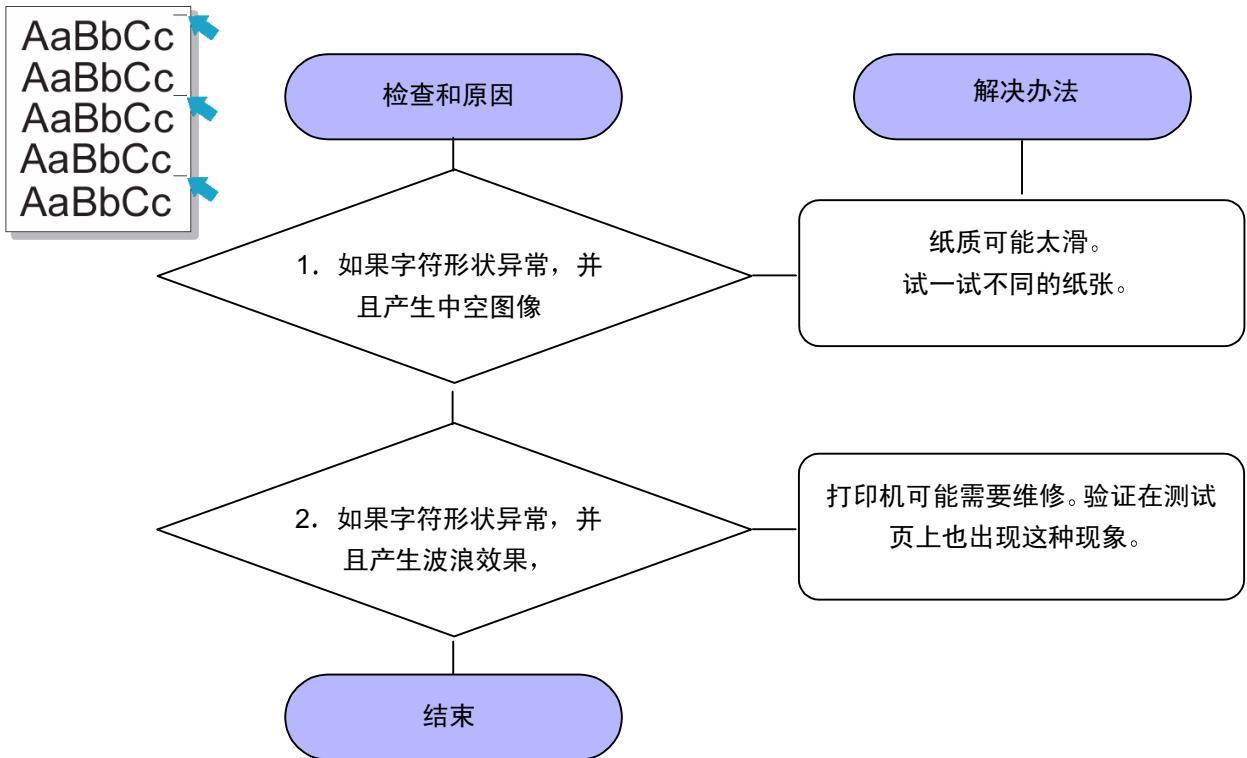 AaBbCc
AaBbCc
AaBbCc
AaBbCc
AaBbCc
检查和原因
解决办法
1．如果字符形状异常，并
且产生中空图像
纸质可能太滑。
试一试不同的纸张。
2．如果字符形状异常，并
且产生波浪效果，
打印机可能需要维修。验证在测试
页上也出现这种现象。
结束